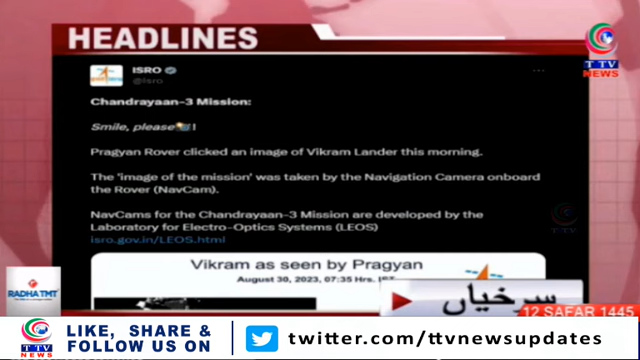 HEADLINES
T TV
NEWS
ISRO
@isro
Chandrayaan-3 Mission:
Smile, please📸!
Pragyan Rover clicked an image of Vikram Lander this morning.
The 'image of the mission' was taken by the Navigation Camera onboard
the Rover (NavCam).
NavCams for the Chandrayaan-3 Mission are developed by the
Laboratory for Electro-Optics Systems (LEOS)
isro.gov.in/LEOS.html
Vikram as seen by Pragyan
August 30, 2023, 07:35 Hrs. IST
سرخیاں
12 SAFAR 1445
RADHA TMT
T TV
NEWS
LIKE, SHARE &
FOLLOW US ON
twitter.com/ttvnewsupdates